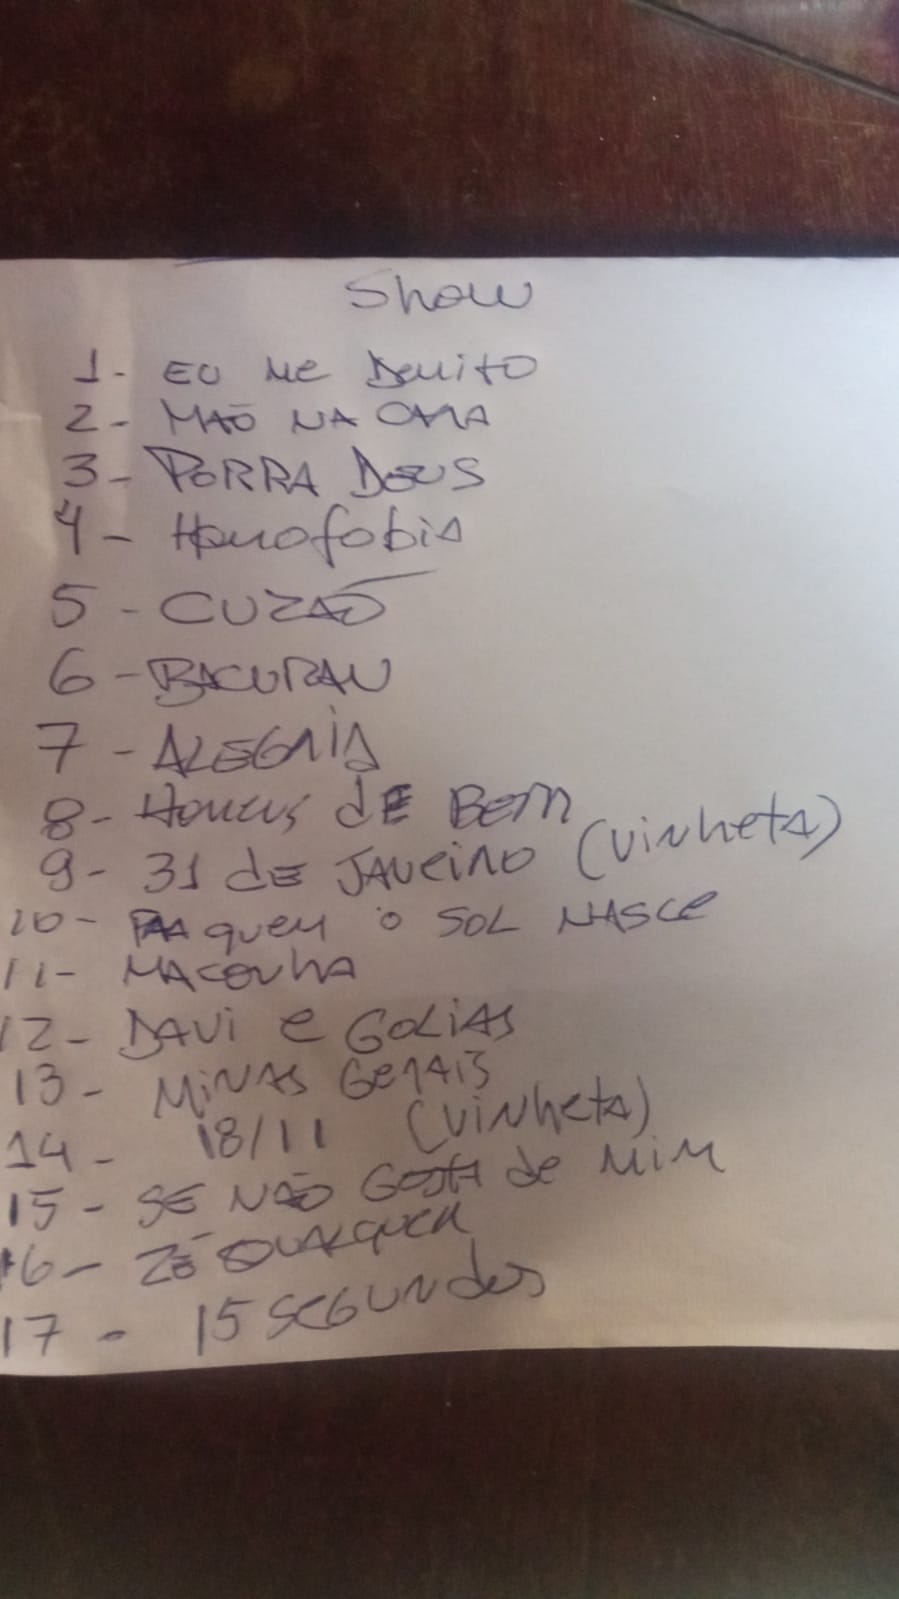 Show
1- EU ME DEMITO
2- MÃO NA CARA
3- PORRA DEUS
4- Homofobia
5- CUZÃO
6- BACURAU
7- ALEGRIA
8- Homens dE BEM
9- 31 dE JANEIRO (VINhetA)
10- PRA quem o SOL NASCE
11- MACONhA
12- DAVI e GOLIAS
13- MINAS GERAIS
14- 18/11 (VINhetA)
15- SE NÃO GOSTA de MIM
16- ZÉ QUALQUER
17- 15 SEGUNdos